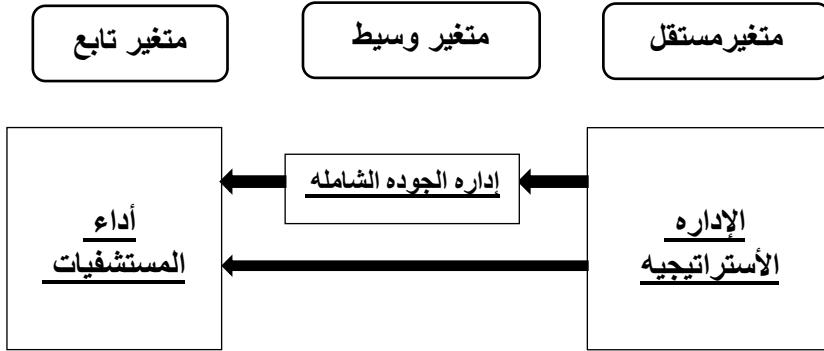 متغيرمستقل
متغير وسيط
متغير تابع
الإداره
الأستراتيجيه
إداره الجوده الشامله
أداء
المستشفيات